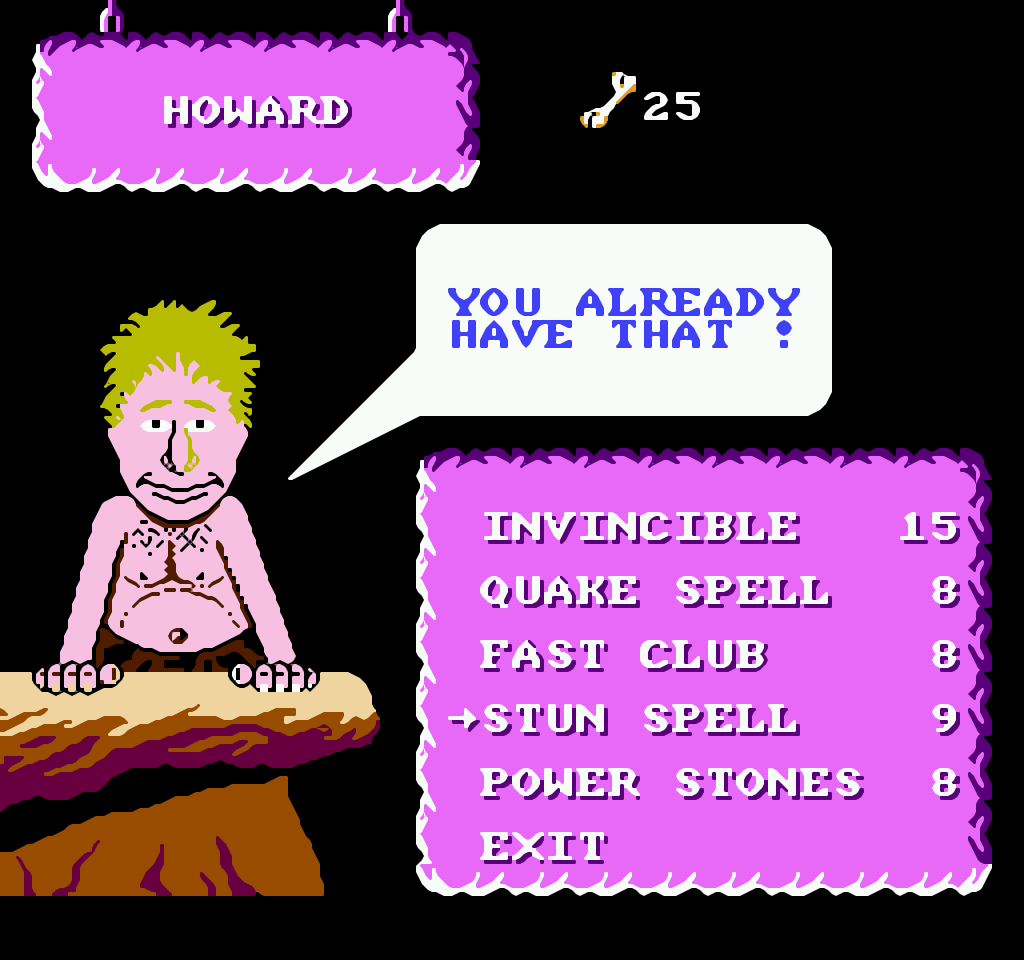 HOWARD
25
YOU ALREADY
HAVE THAT !
INVINCIBLE 15
QUAKE SPELL 8
FAST CLUB 8
→STUN SPELL 9
POWER STONES 8
EXIT